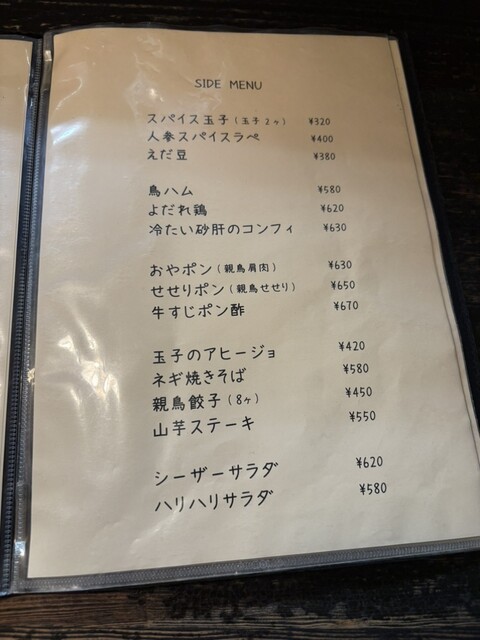 SIDE MENU
スパイス玉子(玉子2ヶ) ¥320
人参スパイスラペ ¥400
えだ豆 ¥380
鳥ハム ¥580
よだれ鶏 ¥620
冷たい砂肝のコンフィ ¥630
おやポン(親鳥肩肉) ¥630
せせりポン(親鳥せせり) ¥650
牛すじポン酢 ¥670
玉子のアヒージョ ¥420
ネギ焼きそば ¥580
親鳥餃子(8ヶ) ¥450
山芋ステーキ ¥550
シーザーサラダ ¥620
ハリハリサラダ ¥580